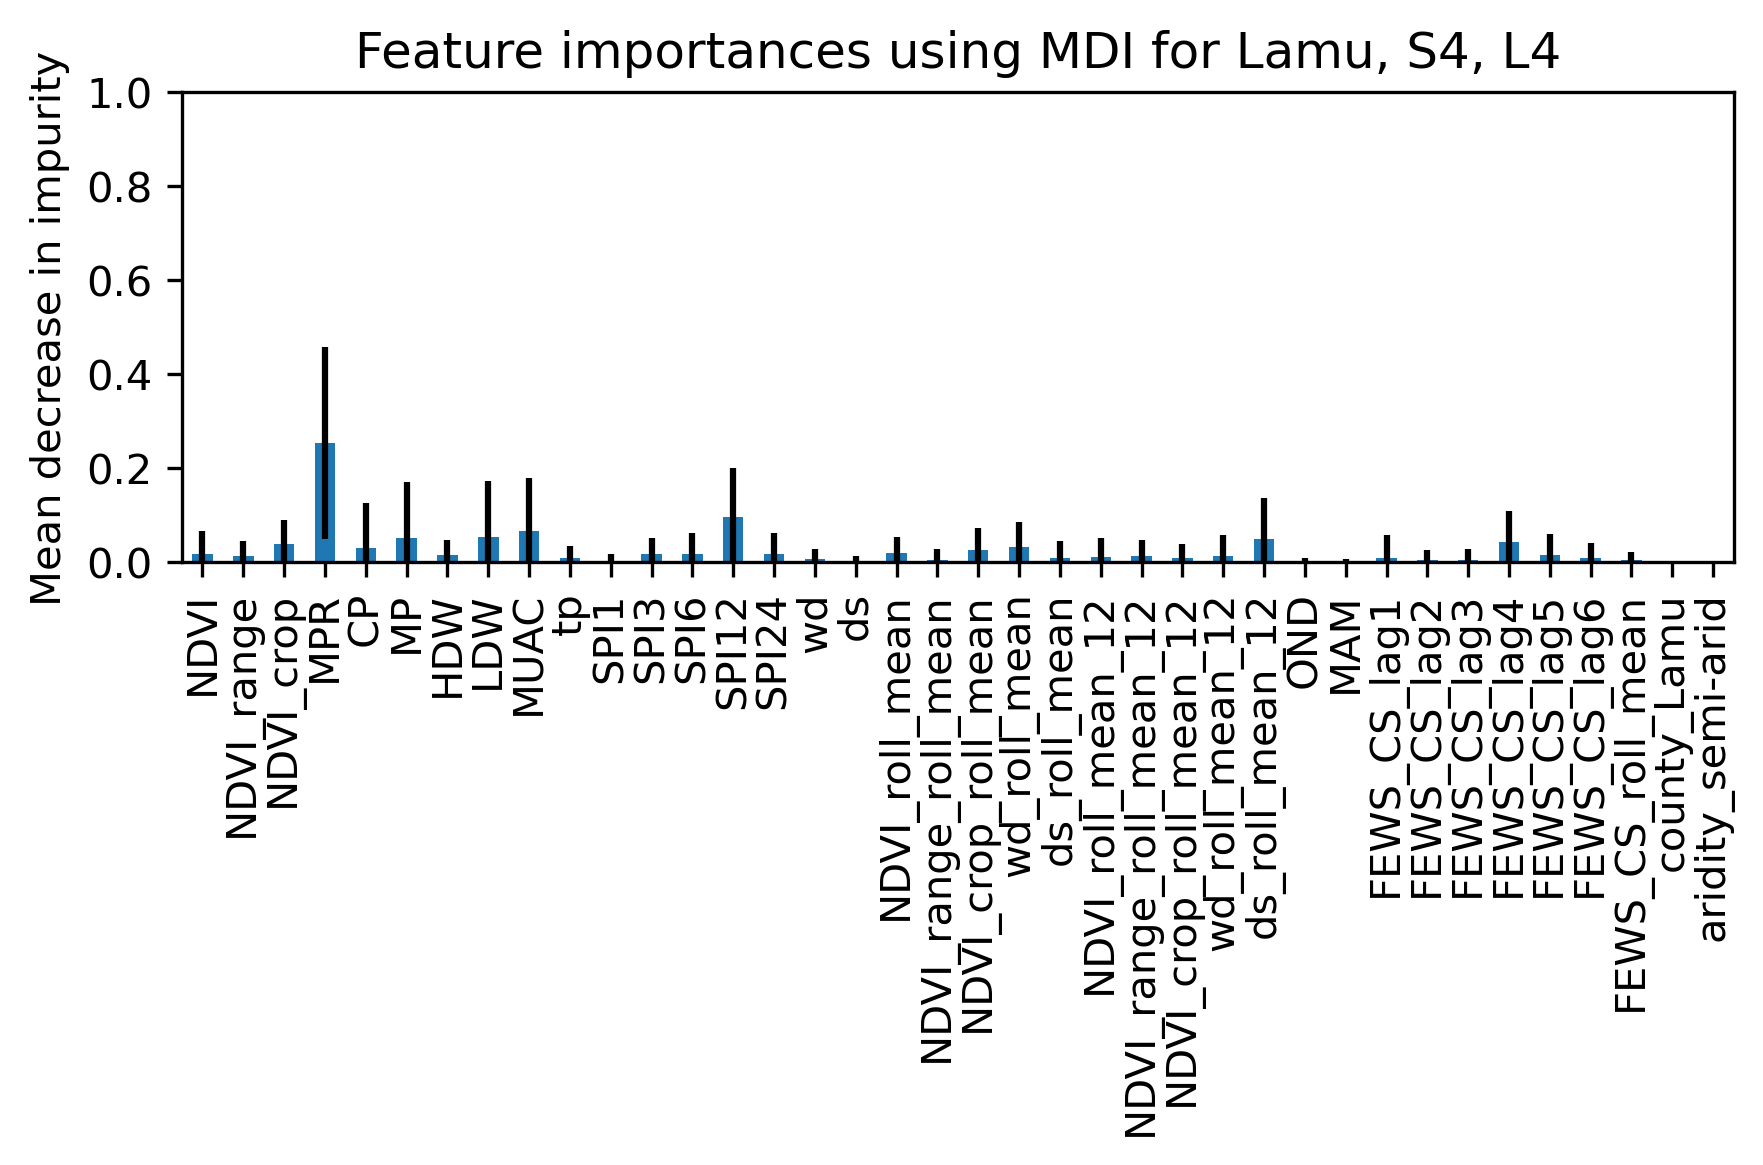 Feature importances using MDI for Lamu, S4, L4
Mean decrease in impurity
1.0
0.8
0.6
0.4
0.2
0.0
NDVI
NDVI_range
NDVI_crop
MPR
CP
MP
HDW
LDW
MUAC
tp
SPI1
SPI3
SPI6
SPI12
SPI24
wd
ds
NDVI_roll_mean
NDVI_range_roll_mean
NDVI_crop_roll_mean
wd_roll_mean
ds_roll_mean
NDVI_roll_mean_12
NDVI_range_roll_mean_12
NDVI_crop_roll_mean_12
wd_roll_mean_12
ds_roll_mean_12
OND
MAM
FEWS_CS_lag1
FEWS_CS_lag2
FEWS_CS_lag3
FEWS_CS_lag4
FEWS_CS_lag5
FEWS_CS_lag6
FEWS_CS_roll_mean
county_Lamu
aridity_semi-arid